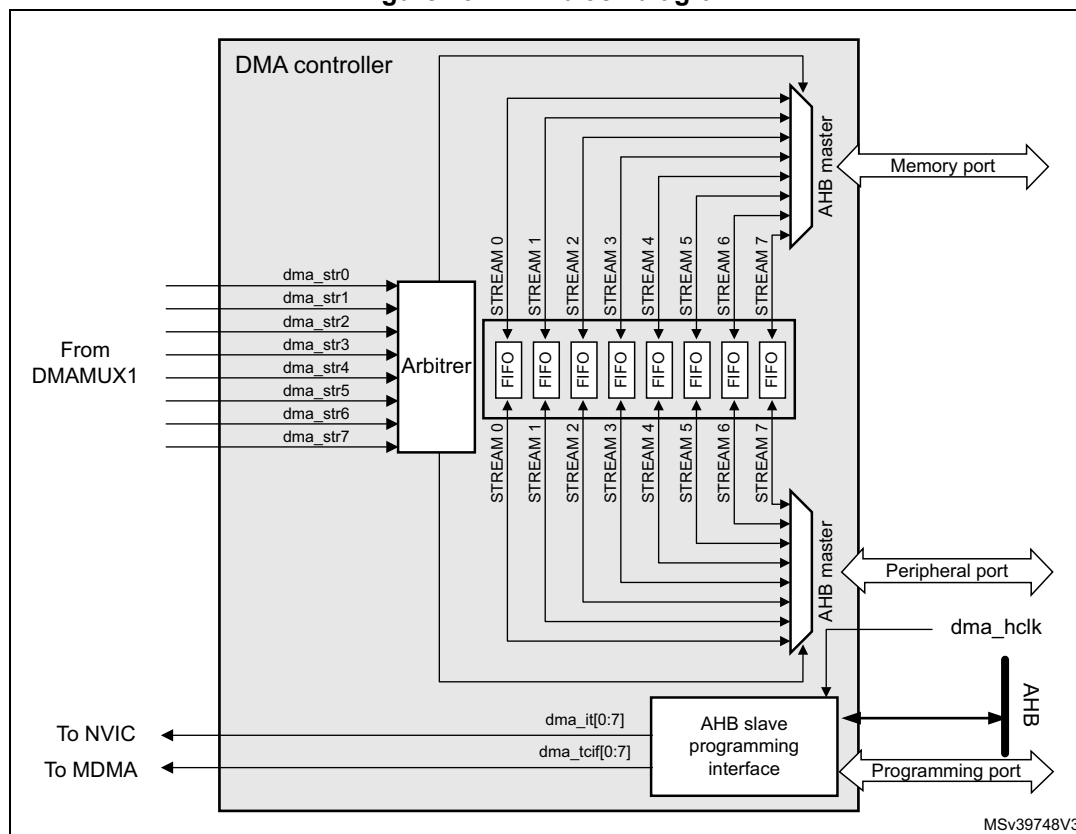 DMA controller
AHB master
Memory port
STREAM 0
STREAM 1
STREAM 2
STREAM 3
STREAM 4
STREAM 5
STREAM 6
STREAM 7
dma_str0
dma_str1
dma_str2
dma_str3
dma_str4
dma_str5
dma_str6
dma_str7
From
DMAMUX1
Arbitrer
FIFO
FIFO
FIFO
FIFO
FIFO
FIFO
FIFO
FIFO
STREAM 0
STREAM 1
STREAM 2
STREAM 3
STREAM 4
STREAM 5
STREAM 6
STREAM 7
AHB master
Peripheral port
dma_hclk
AHB
To NVIC
dma_it[0:7]
To MDMA
dma_tcif[0:7]
AHB slave
programming
interface
Programming port
MSv39748V3